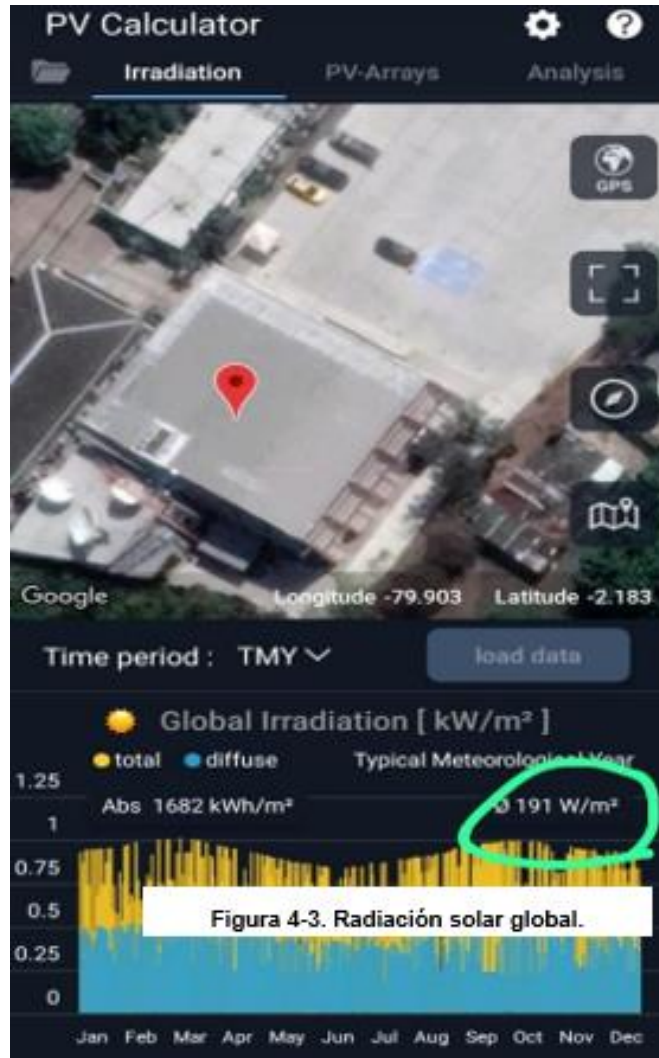 PV Calculator
Irradiation PV-Arrays Analysis
GPS
Google Longitude -79.903 Latitude -2.183
Time period : TMY load data
Global Irradiation [ kW/m² ]
total diffuse Typical Meteorological Year
1.25
Abs 1682 kWh/m² Ø 191 W/m²
1
0.75
0.5
Figura 4-3. Radiación solar global.
0.25
0
Jan Feb Mar Apr May Jun Jul Aug Sep Oct Nov Dec